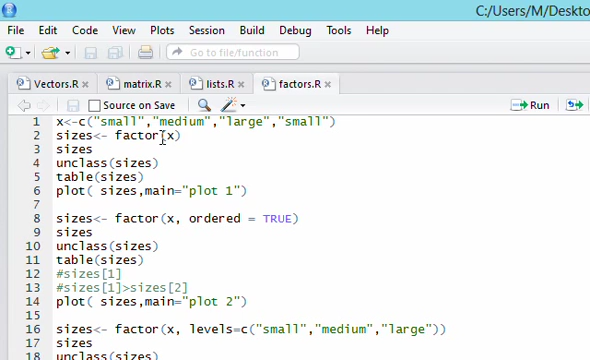 C:/Users/M/Deskto
File Edit Code View Plots Session Build Debug Tools Help
Go to file/function
Vectors.R matrix.R lists.R factors.R
Source on Save Run
1 x<-c("small","medium","large","small")
2 sizes<- factor(x)
3 sizes
4 unclass(sizes)
5 table(sizes)
6 plot( sizes,main="plot 1")
7
8 sizes<- factor(x, ordered = TRUE)
9 sizes
10 unclass(sizes)
11 table(sizes)
12 #sizes[1]
13 #sizes[1]>sizes[2]
14 plot( sizes,main="plot 2")
15
16 sizes<- factor(x, levels=c("small","medium","large"))
17 sizes
18 unclass(sizes)